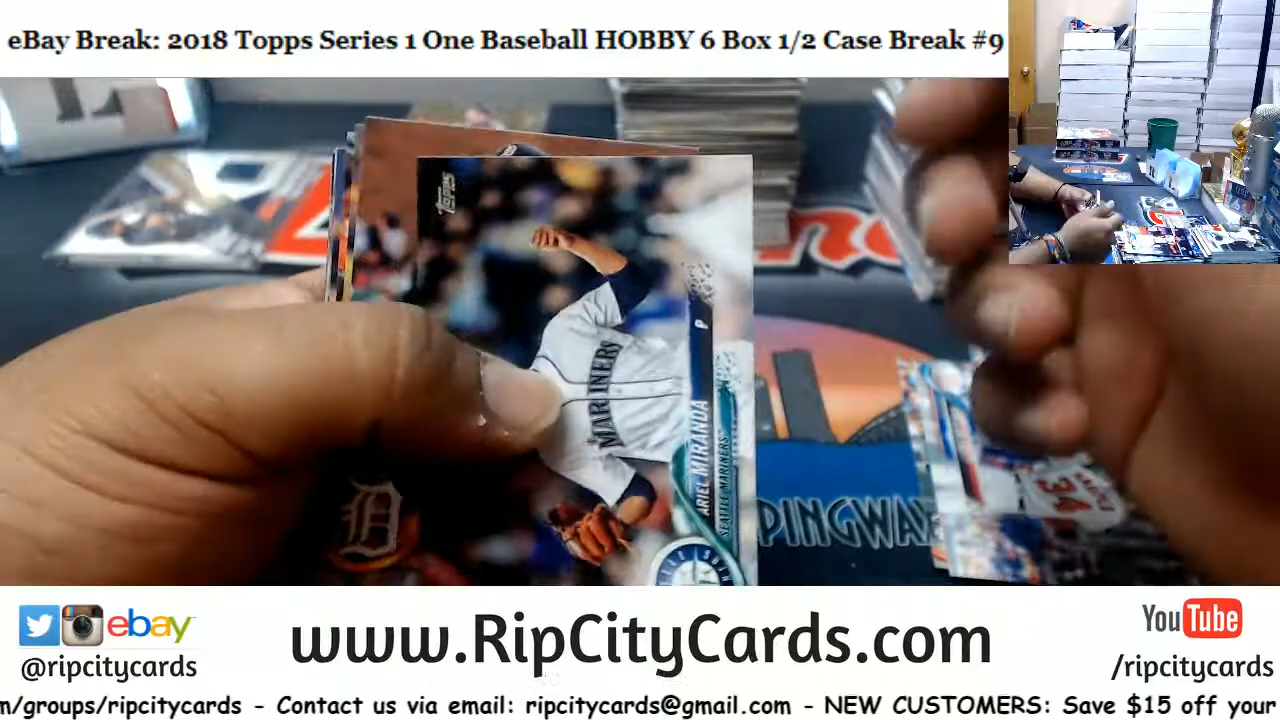 eBay Break: 2018 Topps Series 1 One Baseball HOBBY 6 Box 1/2 Case Break #9
TOPPS
P
MARINERS
ARIEL MIRANDA
SEATTLE MARINERS
D
34
PINGWA
ebay
@ripcitycards
www.RipCityCards.com
YouTube
/ripcitycards
m/groups/ripcitycards - Contact us via email: ripcitycards@gmail.com - NEW CUSTOMERS: Save $15 off your